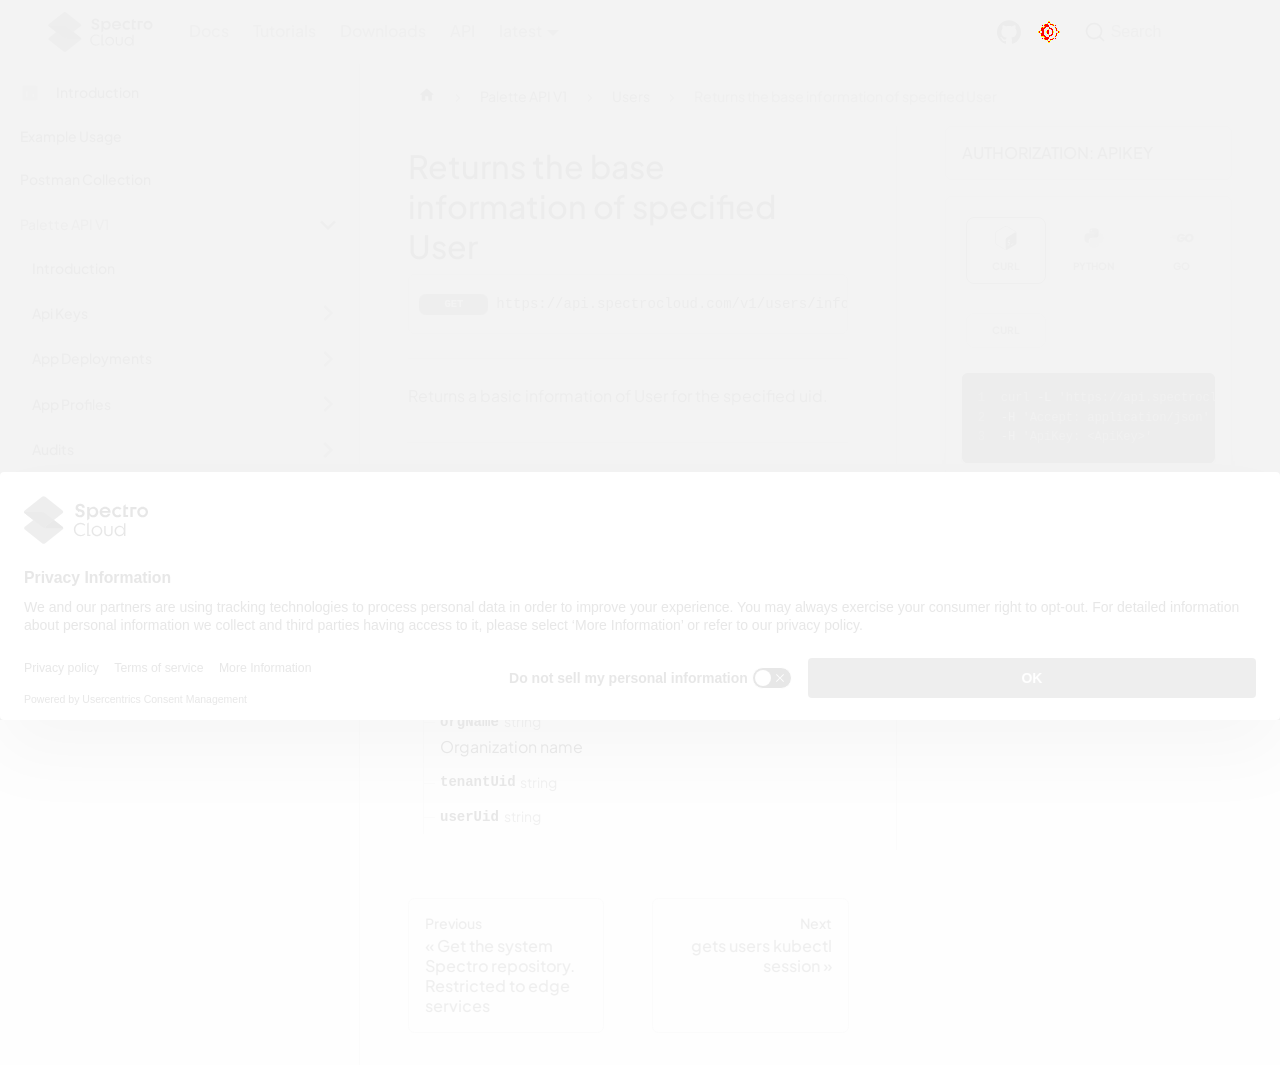 Spectro
Cloud
Docs
Tutorials
Downloads
API
latest
Search
Introduction
Example Usage
Postman Collection
Palette API V1
Introduction
Api Keys
App Deployments
App Profiles
Audits
Palette API V1
Users
Returns the base information of specified User
Returns the base
information of specified
User
GET
https://api.spectrocloud.com/v1/users/info
Returns a basic information of User for the specified uid.
AUTHORIZATION: APIKEY
CURL
PYTHON
GO
CURL
Spectro
Cloud
Privacy Information
We and our partners are using tracking technologies to process personal data in order to improve your experience. You may always exercise your consumer right to opt-out. For detailed information
about personal information we collect and third parties having access to it, please select ‘More Information’ or refer to our privacy policy.
Privacy policy
Terms of service
More Information
Do not sell my personal information
OK
Powered by Usercentrics Consent Management
orgName string
Organization name
tenantUid string
userUid string
Previous
« Get the system
Spectro repository.
Restricted to edge
services
Next
gets users kubectl
session »